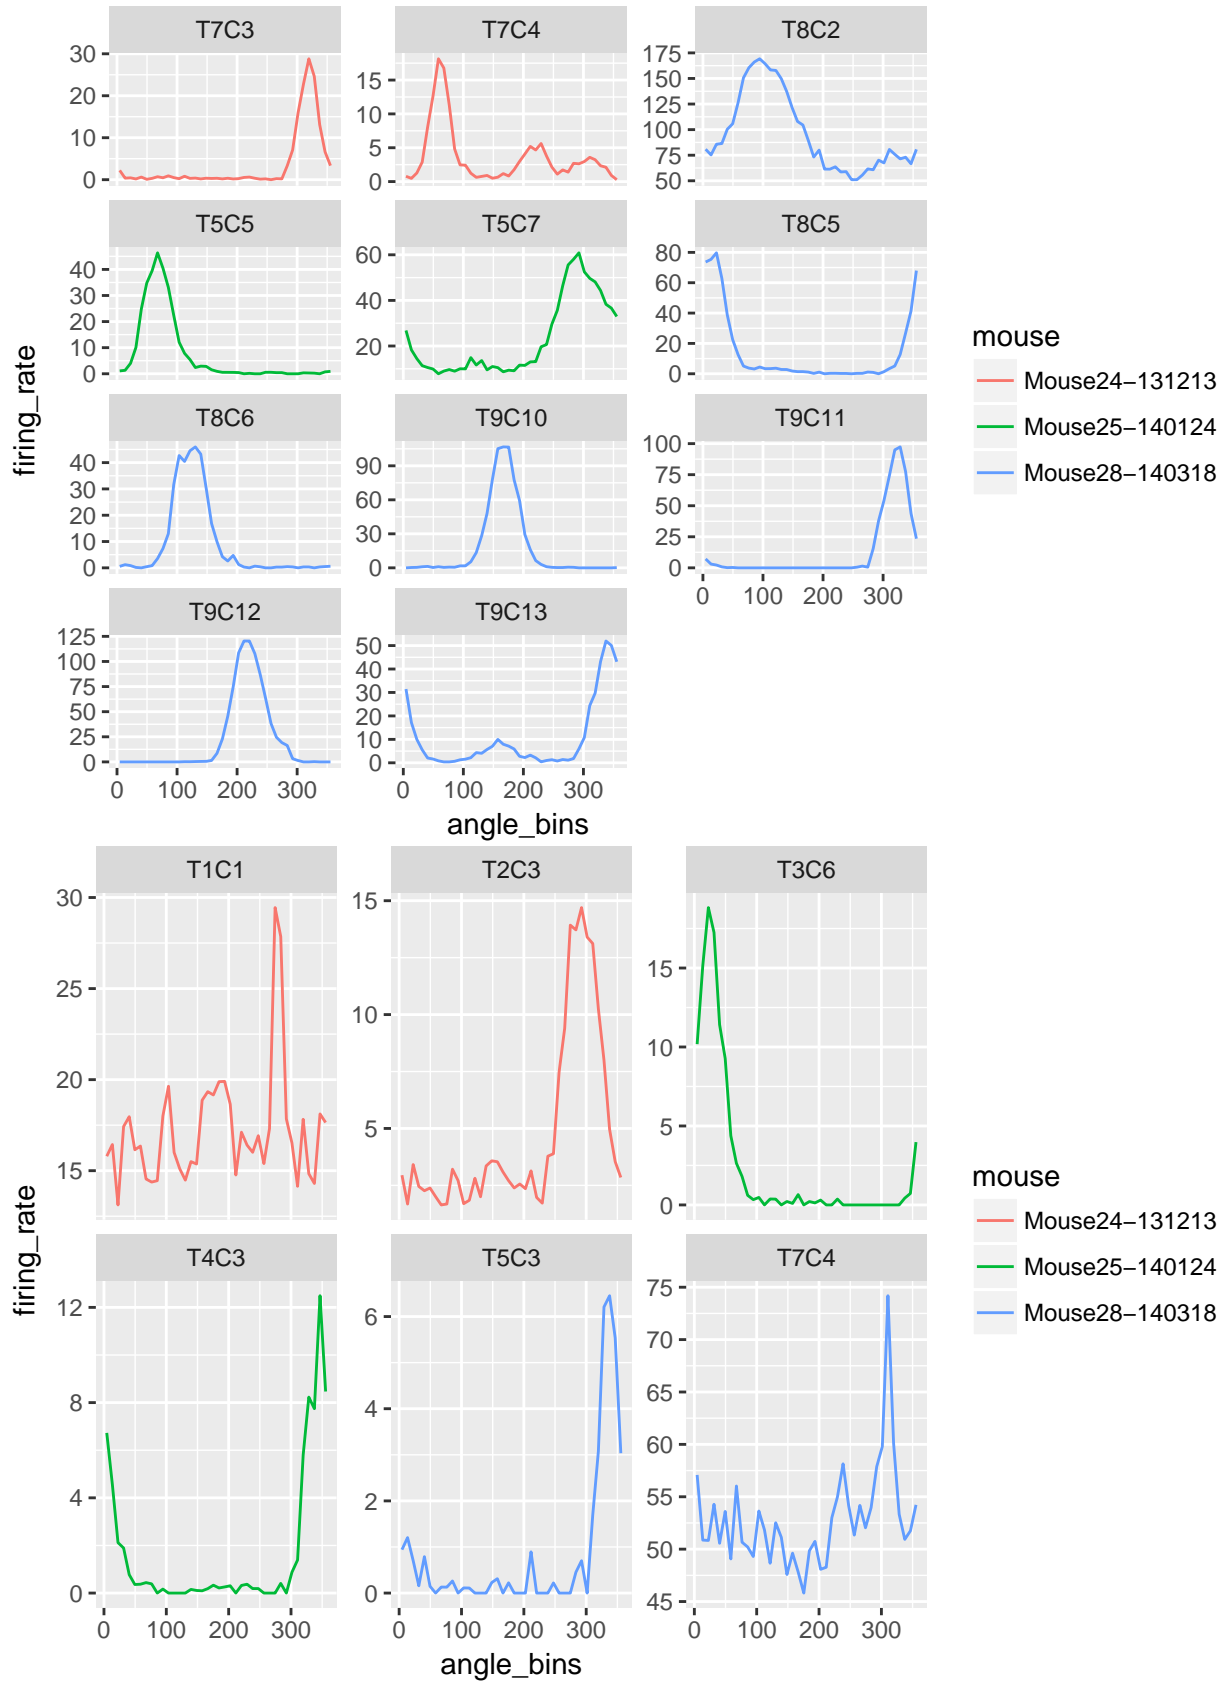 T7C3 T7C4 T8C2
30 20 10 0
15 10 5 0
175 150 125 100 75 50
T5C5 T5C7 T8C5
40 30 20 10 0
60 40 20
80 60 40 20 0
T8C6 T9C10 T9C11
40 30 20 10 0
90 60 30 0
100 75 50 25 0
0 100 200 300
T9C12 T9C13
125 100 75 50 25 0
50 40 30 20 10 0
0 100 200 300
0 100 200 300
angle_bins
firing_rate
mouse
Mouse24-131213
Mouse25-140124
Mouse28-140318
T1C1 T2C3 T3C6
30 25 20 15
15 10 5
15 10 5 0
T4C3 T5C3 T7C4
12 8 4 0
6 4 2 0
75 70 65 60 55 50 45
0 100 200 300
0 100 200 300
0 100 200 300
angle_bins
firing_rate
mouse
Mouse24-131213
Mouse25-140124
Mouse28-140318